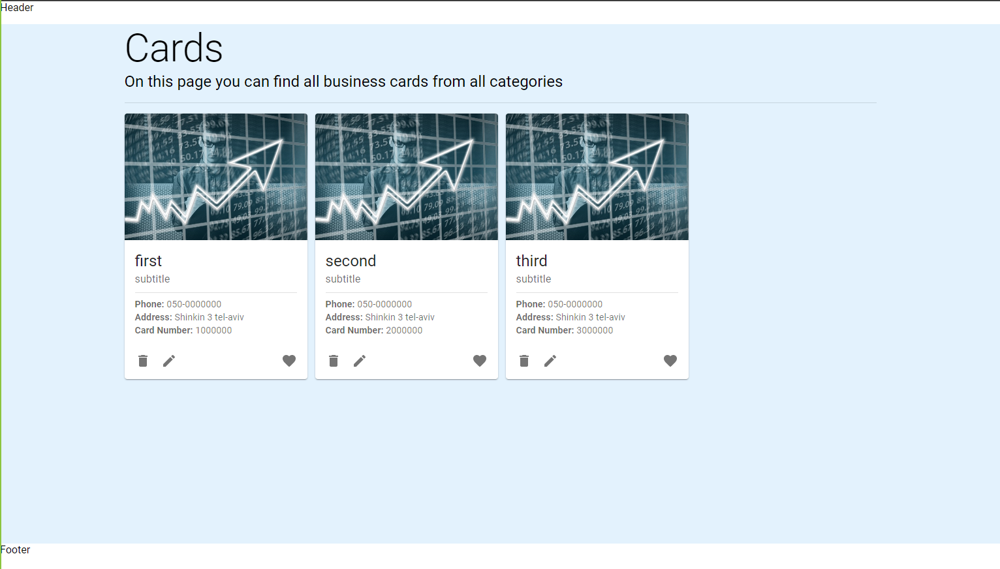 Header
Cards
On this page you can find all business cards from all categories
first
subtitle
Phone: 050-0000000
Address: Shinkin 3 tel-aviv
Card Number: 1000000
second
subtitle
Phone: 050-0000000
Address: Shinkin 3 tel-aviv
Card Number: 2000000
third
subtitle
Phone: 050-0000000
Address: Shinkin 3 tel-aviv
Card Number: 3000000
Footer